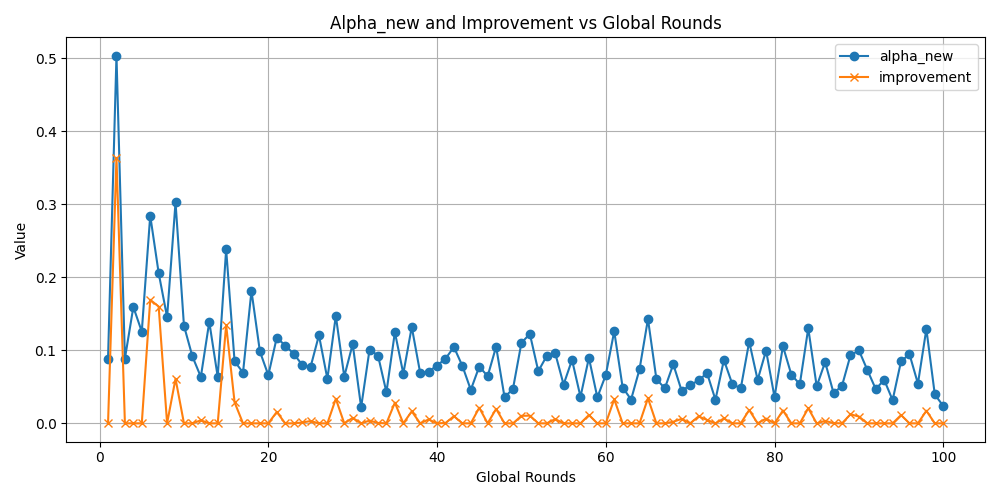 Alpha_new and Improvement vs Global Rounds
alpha_new
improvement
Value
0.5
0.4
0.3
0.2
0.1
0.0
0 20 40 60 80 100
Global Rounds